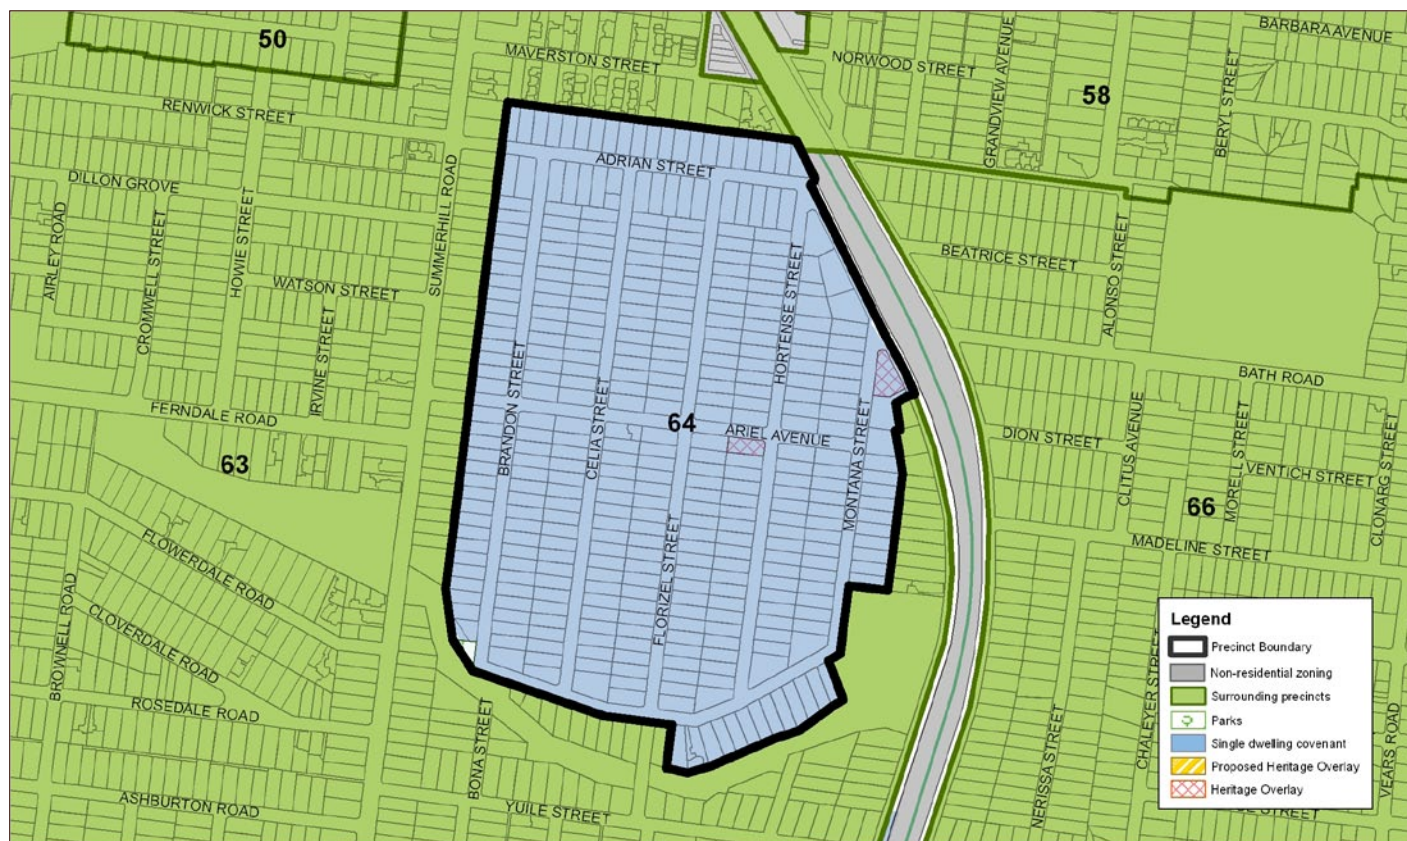 50
MAVERSTON STREET
NORWOOD STREET
GRANDVIEW AVENUE
58
BERYL STREET
BARBARA AVENUE
RENWICK STREET
ADRIAN STREET
DILLON GROVE
SUMMERHILL ROAD
AIRLEY ROAD
CROMWELL STREET
HOWIE STREET
WATSON STREET
IRVINE STREET
HORTENSE STREET
BEATRICE STREET
ALONSO STREET
BATH ROAD
FERNDALE ROAD
63
BRANDON STREET
CELIA STREET
64
ARIEL AVENUE
MONTANA STREET
DION STREET
CLITUS AVENUE
MORELL STREET
VENTICH STREET
CLONARG STREET
66
MADELINE STREET
FLOWERDALE ROAD
CLOVERDALE ROAD
BROWNELL ROAD
FLORIZEL STREET
ROSEDALE ROAD
BONA STREET
ASHBURTON ROAD
YUILE STREET
NERISSA STREET
CHALEYER STREET
VEARS ROAD
STREET
Legend
Precinct Boundary
Non-residential zoning
Surrounding precincts
Parks
Single dwelling covenant
Proposed Heritage Overlay
Heritage Overlay